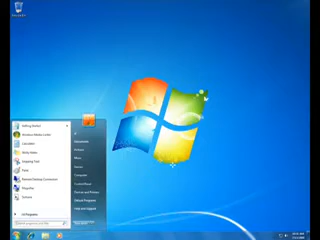 Getting Started
Windows Media Center
Calculator
Sticky Notes
Snipping Tool
Paint
Remote Desktop Connection
Magnifier
Solitaire
All Programs
Documents
Pictures
Music
Games
Computer
Control Panel
Devices and Printers
Default Programs
Help and Support